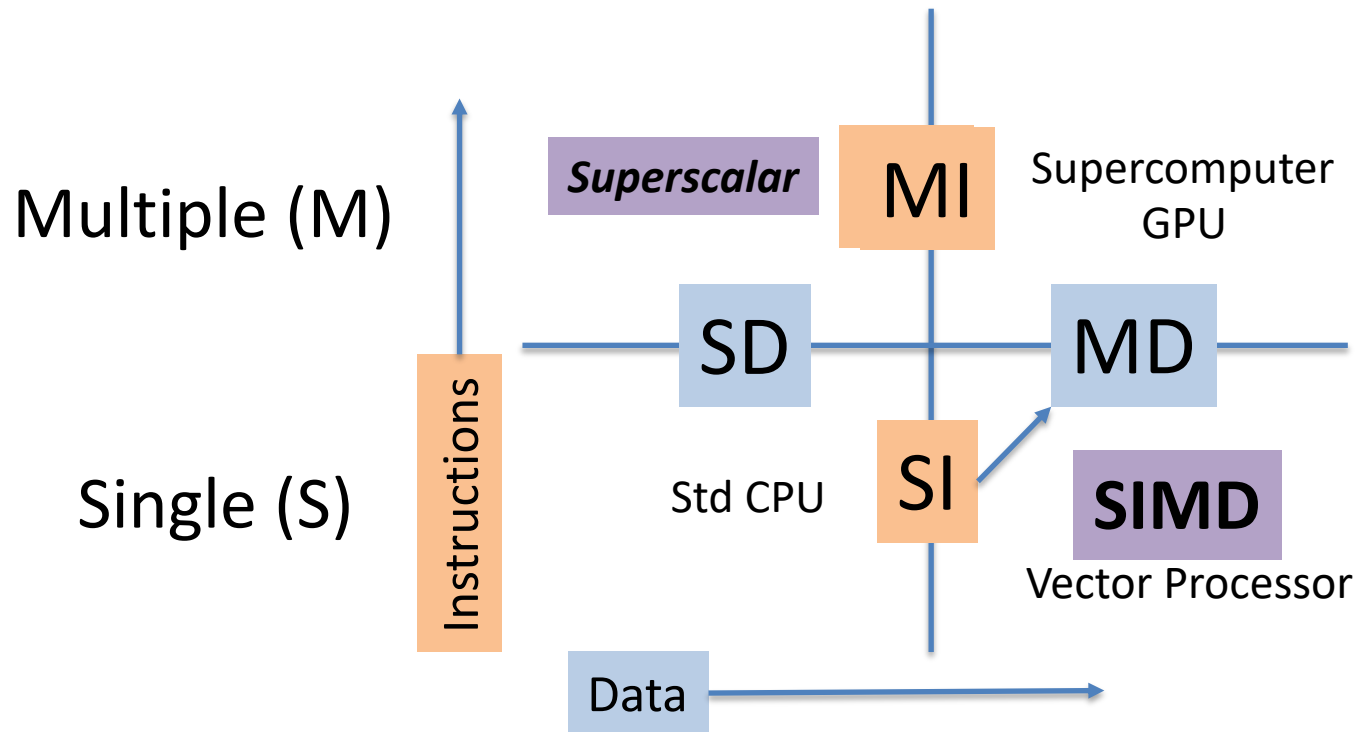 Multiple (M)
Superscalar
MI
Supercomputer
GPU
SD
MD
Single (S)
Instructions
Std CPU
SI
SIMD
Vector Processor
Data